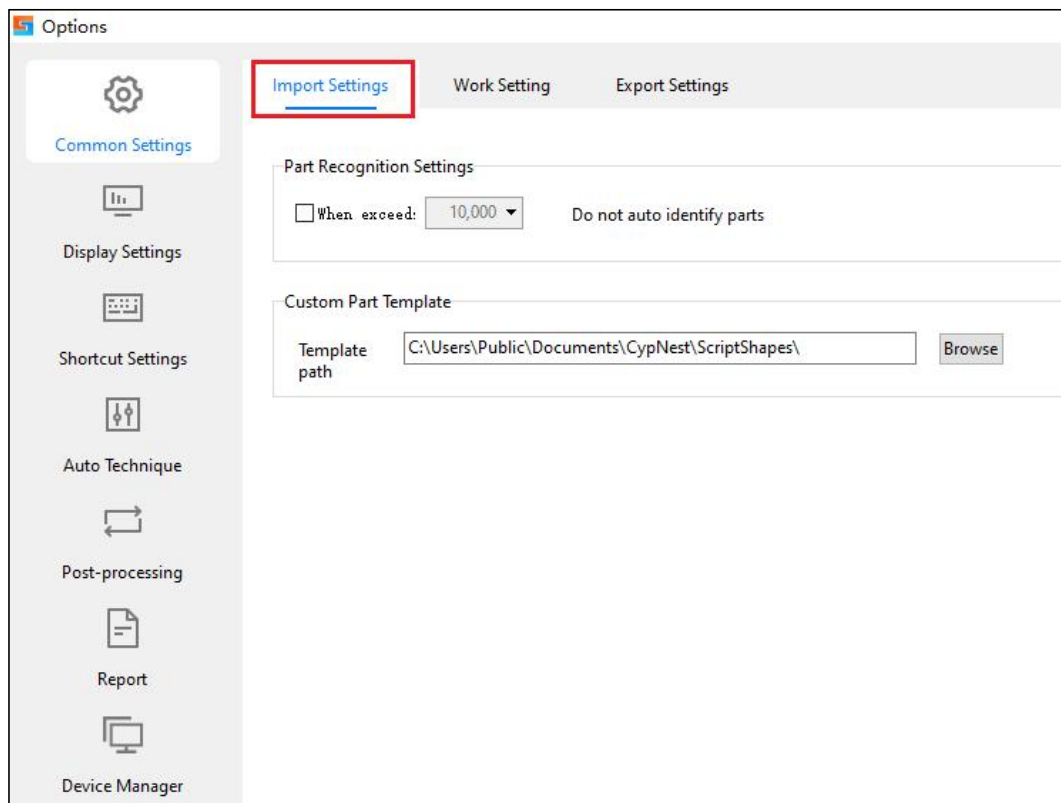 Options
Common Settings
Display Settings
Shortcut Settings
Auto Technique
Post-processing
Report
Device Manager
Import Settings Work Setting Export Settings
Part Recognition Settings
When exceed: 10,000 Do not auto identify parts
Custom Part Template
Template
path
C:\Users\Public\Documents\CypNest\ScriptShapes\ Browse